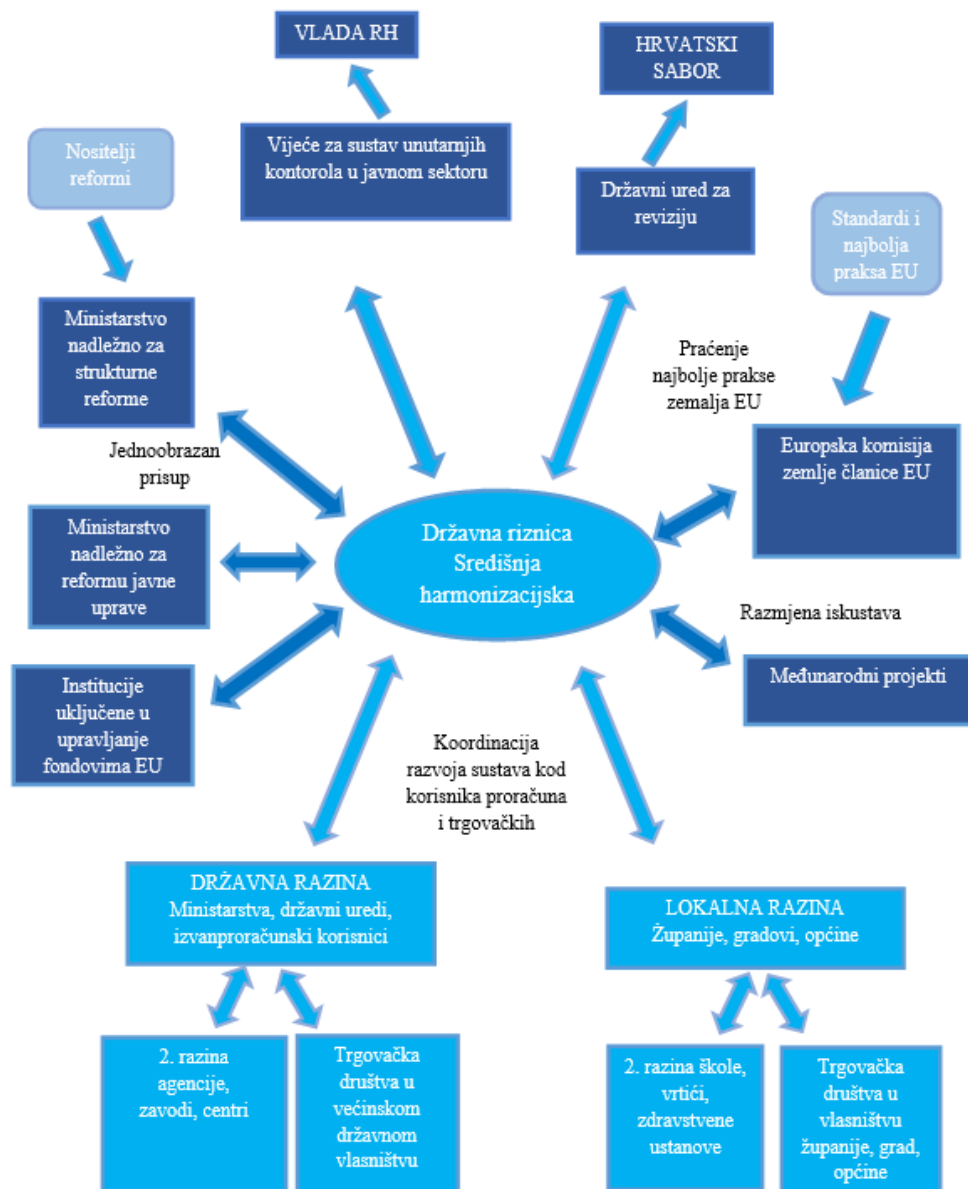 VLADA RH
HRVATSKI
SABOR
Vijeće za sustav unutarnjih
kontorola u javnom sektoru
Nositelji
reformi
Državni ured za
reviziju
Standardi i
najbolja
praksa EU
Ministarstvo
nadležno za
strukturne
reforme
Praćenje
najbolje prakse
zemalja EU
Jednoobrazan
prisup
Europska komisija
zemlje članice EU
Ministarstvo
nadležno za
reformu javne
uprave
Državna riznica
Središnja
harmonizacijska
Razmjena iskustava
Međunarodni projekti
Institucije
uključene u
upravljanje
fondovima EU
Koordinacija
razvoja sustava kod
korisnika proračuna
i trgovačkih
DRŽAVNA RAZINA
Ministarstva, državni uredi,
izvanproračunski korisnici
LOKALNA RAZINA
Županije, gradovi, općine
2. razina
agencije,
zavodi, centri
Trgovačka
društva u
većinskom
državnom
vlasništvu
2. razina škole,
vrtići,
zdravstvene
ustanove
Trgovačka
društva u
vlasništvu
županije, grad,
općine